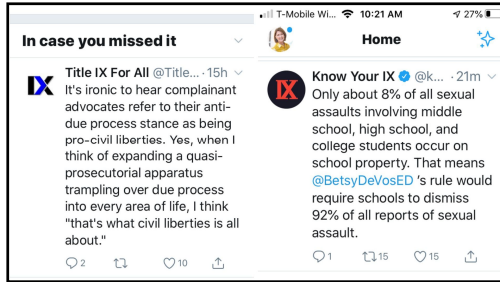 In case you missed it
Title IX For All @Title... · 15h
It's ironic to hear complainant
advocates refer to their anti-
due process stance as being
pro-civil liberties. Yes, when I
think of expanding a quasi-
prosecutorial apparatus
trampling over due process
into every area of life, I think
"that's what civil liberties is all
about."
2
10
T-Mobile Wi... 10:21 AM 27%
Home
Know Your IX @k... · 21m
Only about 8% of all sexual
assaults involving middle
school, high school, and
college students occur on
school property. That means
@BetsyDeVosED 's rule would
require schools to dismiss
92% of all reports of sexual
assault.
1 15 15
IX
IX